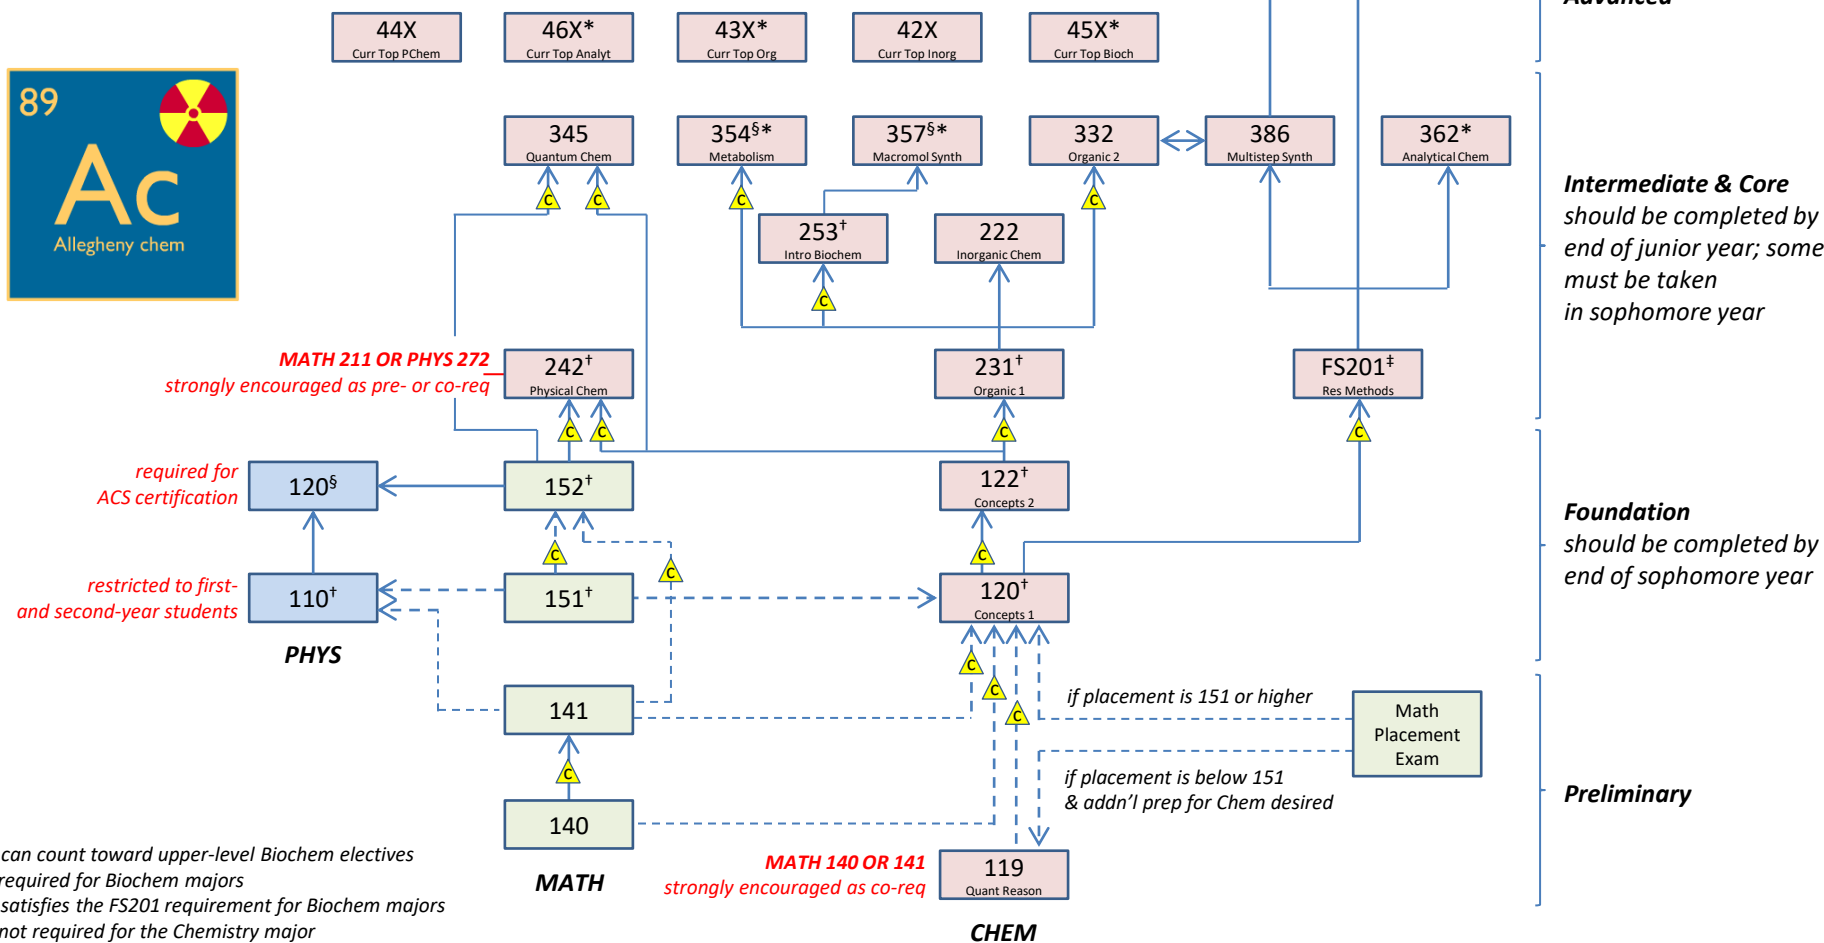 Advanced
44X
Curr Top PChem
46X*
Curr Top Analyt
43X*
Curr Top Org
42X
Curr Top Inorg
45X*
Curr Top Bioch
89
Ac
Allegheny chem
345
Quantum Chem
354§*
Metabolism
357§*
Macromol Synth
332
Organic 2
386
Multistep Synth
362*
Analytical Chem
C
C
C
C
Intermediate & Core
should be completed by
end of junior year; some
must be taken
in sophomore year
253†
Intro Biochem
222
Inorganic Chem
C
MATH 211 OR PHYS 272
strongly encouraged as pre- or co-req
242†
Physical Chem
231†
Organic 1
FS201‡
Res Methods
C
C
C
C
required for
ACS certification
120§
152†
122†
Concepts 2
Foundation
should be completed by
end of sophomore year
C
C
C
restricted to first-
and second-year students
110†
151†
120†
Concepts 1
PHYS
C
C
C
141
if placement is 151 or higher
Math
Placement
Exam
C
if placement is below 151
& addn'l prep for Chem desired
Preliminary
140
MATH
MATH 140 OR 141
strongly encouraged as co-req
119
Quant Reason
CHEM
can count toward upper-level Biochem electives
required for Biochem majors
satisfies the FS201 requirement for Biochem majors
not required for the Chemistry major